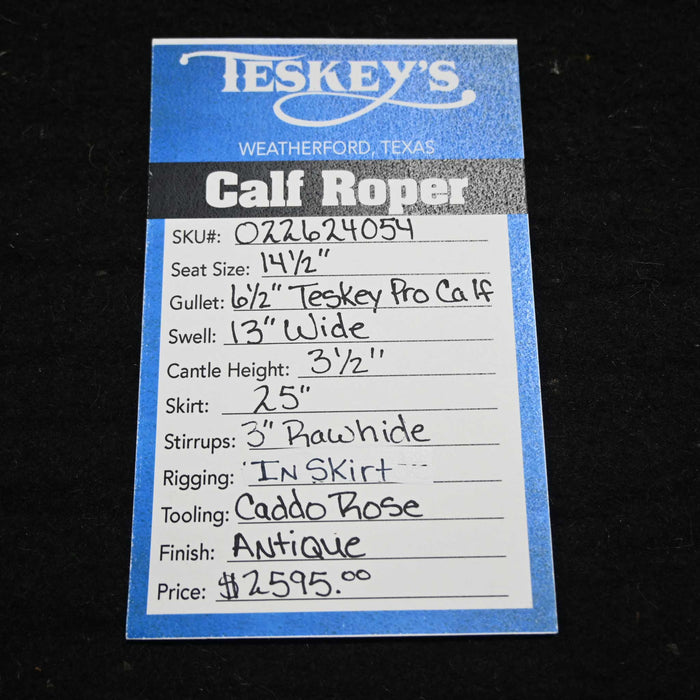 TESKEY'S
WEATHERFORD, TEXAS
Calf Roper
SKU#: 022624054
Seat Size: 14½"
Gullet: 6½" Teskey Pro Calf
Swell: 13" Wide
Cantle Height: 3½"
Skirt: 25"
Stirrups: 3" Rawhide
Rigging: IN SKirt
Tooling: Caddo Rose
Finish: ANtiQue
Price: $2595.00